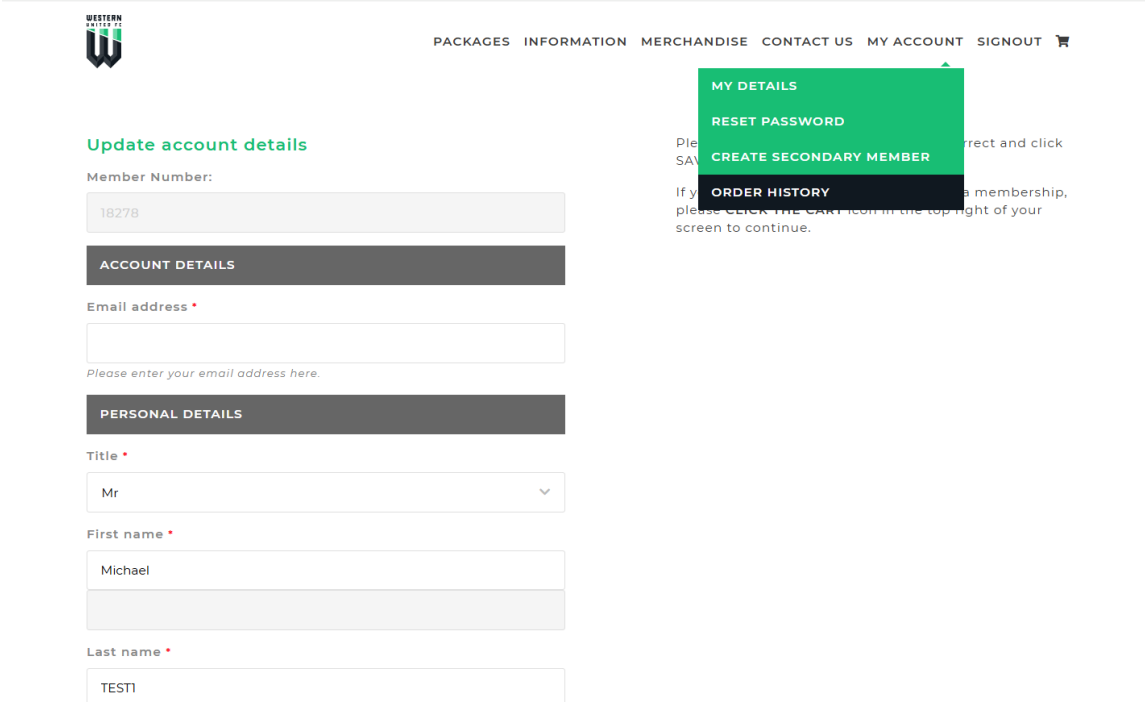 WESTERN
UNITED FC
PACKAGES INFORMATION MERCHANDISE CONTACT US MY ACCOUNT SIGNOUT
MY DETAILS
RESET PASSWORD
CREATE SECONDARY MEMBER
ORDER HISTORY
Update account details
Member Number:
18278
ACCOUNT DETAILS
Email address *
Please enter your email address here.
PERSONAL DETAILS
Title *
Mr
First name *
Michael
Last name *
TEST1
and click
If
a membership,
please CLICK THE CART icon in the top right of your
screen to continue.